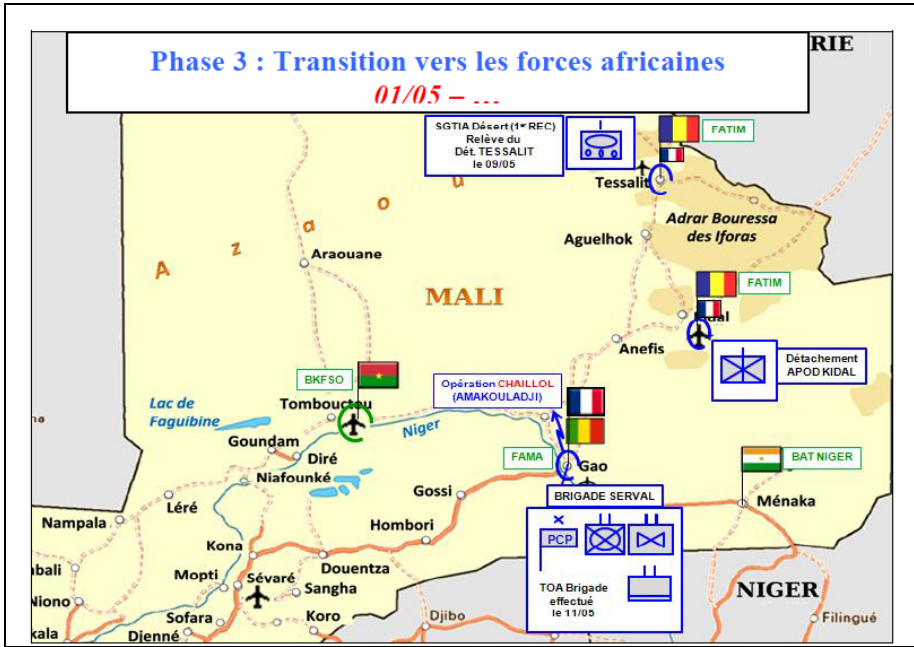 RIE
Phase 3 : Transition vers les forces africaines
01/05 – ...
SGTIA Désert (1er REC)
Relève du
Dét. TESSALIT
le 09/05
FATIM
Tessalit
Adrar Bouressa
des Iforas
Aguelhok
Araouane
A z a o u
MALI
FATIM
Anefis
Détachement
APOD KIDAL
BKFSO
Opération CHAILLOL
(AMAKOULADJI)
Lac de
Faguibine
Tombouctou
Niger
Goundam
Diré
FAMA
Gao
BAT NIGER
Niafounké
BRIGADE SERVAL
Léré
Gossi
Ménaka
Nampala
Hombori
PCP
Kona
Douentza
Mopti
Sévaré
Sangha
TOA Brigade
effectué
le 11/05
NIGER
Niono
Sofara
Koro
Djibo
Filingué
Djenné